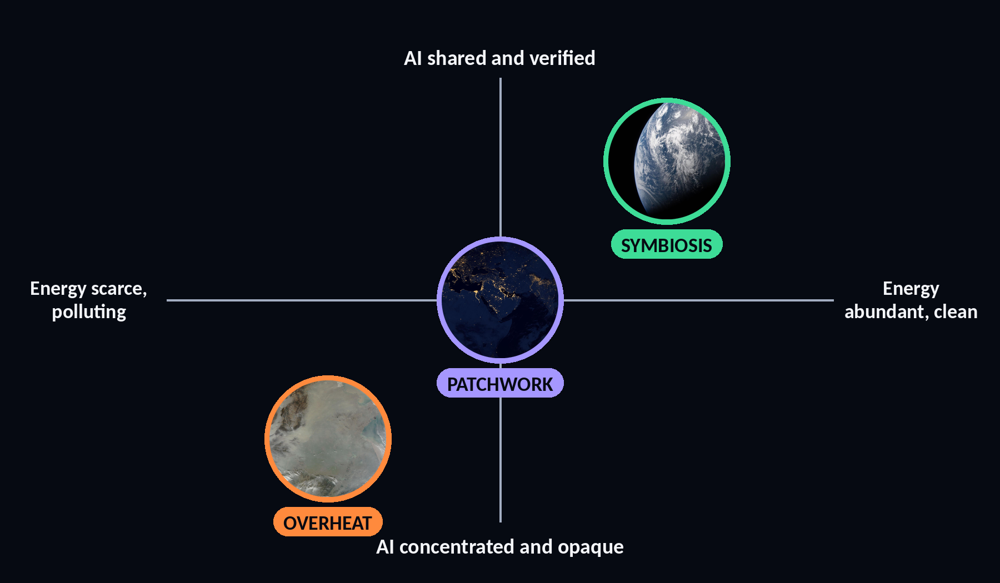 AI shared and verified
SYMBIOSIS
Energy scarce,
polluting
Energy
abundant, clean
PATCHWORK
OVERHEAT
AI concentrated and opaque